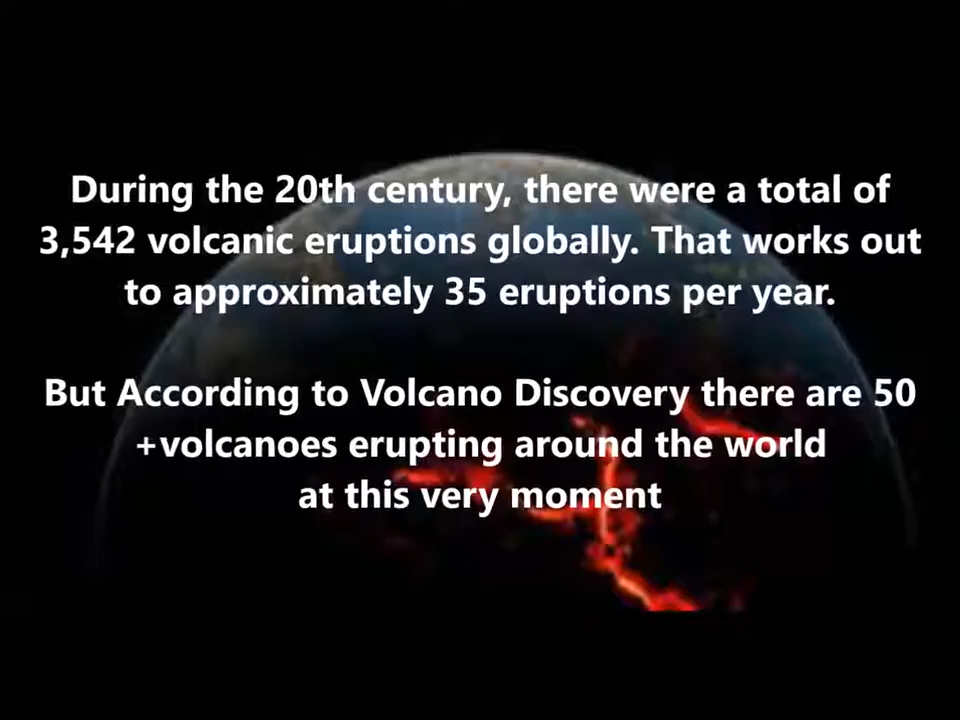 During the 20th century, there were a total of
3,542 volcanic eruptions globally. That works out
to approximately 35 eruptions per year.
But According to Volcano Discovery there are 50
+volcanoes erupting around the world
at this very moment